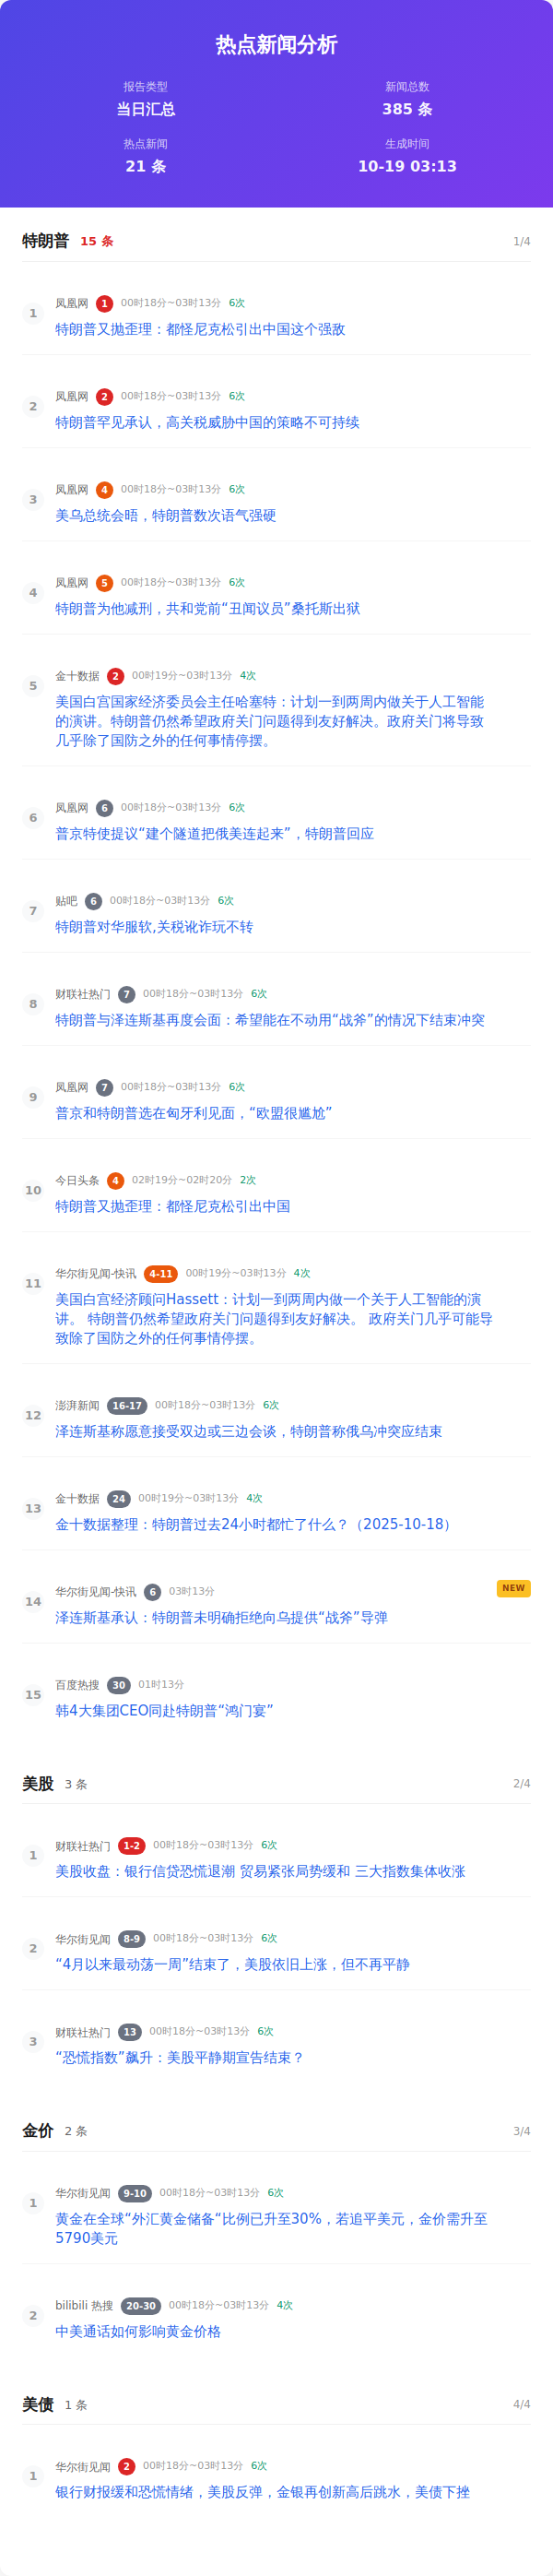 热点新闻分析
报告类型
当日汇总
新闻总数
385 条
热点新闻
21 条
生成时间
10-19 03:13
特朗普 15 条 1/4
1
凤凰网 1 00时18分~03时13分 6次
特朗普又抛歪理：都怪尼克松引出中国这个强敌
2
凤凰网 2 00时18分~03时13分 6次
特朗普罕见承认，高关税威胁中国的策略不可持续
3
凤凰网 4 00时18分~03时13分 6次
美乌总统会晤，特朗普数次语气强硬
4
凤凰网 5 00时18分~03时13分 6次
特朗普为他减刑，共和党前“丑闻议员”桑托斯出狱
5
金十数据 2 00时19分~03时13分 4次
美国白宫国家经济委员会主任哈塞特：计划一到两周内做关于人工智能
的演讲。特朗普仍然希望政府关门问题得到友好解决。政府关门将导致
几乎除了国防之外的任何事情停摆。
6
凤凰网 6 00时18分~03时13分 6次
普京特使提议“建个隧道把俄美连起来”，特朗普回应
7
贴吧 6 00时18分~03时13分 6次
特朗普对华服软,关税讹诈玩不转
8
财联社热门 7 00时18分~03时13分 6次
特朗普与泽连斯基再度会面：希望能在不动用“战斧”的情况下结束冲突
9
凤凰网 7 00时18分~03时13分 6次
普京和特朗普选在匈牙利见面，“欧盟很尴尬”
10
今日头条 4 02时19分~02时20分 2次
特朗普又抛歪理：都怪尼克松引出中国
11
华尔街见闻-快讯 4-11 00时19分~03时13分 4次
美国白宫经济顾问Hassett：计划一到两周内做一个关于人工智能的演
讲。 特朗普仍然希望政府关门问题得到友好解决。 政府关门几乎可能导
致除了国防之外的任何事情停摆。
12
澎湃新闻 16-17 00时18分~03时13分 6次
泽连斯基称愿意接受双边或三边会谈，特朗普称俄乌冲突应结束
13
金十数据 24 00时19分~03时13分 4次
金十数据整理：特朗普过去24小时都忙了什么？（2025-10-18）
14
华尔街见闻-快讯 6 03时13分 NEW
泽连斯基承认：特朗普未明确拒绝向乌提供“战斧”导弹
15
百度热搜 30 01时13分
韩4大集团CEO同赴特朗普“鸿门宴”
美股 3 条 2/4
1
财联社热门 1-2 00时18分~03时13分 6次
美股收盘：银行信贷恐慌退潮 贸易紧张局势缓和 三大指数集体收涨
2
华尔街见闻 8-9 00时18分~03时13分 6次
“4月以来最动荡一周”结束了，美股依旧上涨，但不再平静
3
财联社热门 13 00时18分~03时13分 6次
“恐慌指数”飙升：美股平静期宣告结束？
金价 2 条 3/4
1
华尔街见闻 9-10 00时18分~03时13分 6次
黄金在全球“外汇黄金储备“比例已升至30%，若追平美元，金价需升至
5790美元
2
bilibili 热搜 20-30 00时18分~03时13分 4次
中美通话如何影响黄金价格
美债 1 条 4/4
1
华尔街见闻 2 00时18分~03时13分 6次
银行财报缓和恐慌情绪，美股反弹，金银再创新高后跳水，美债下挫